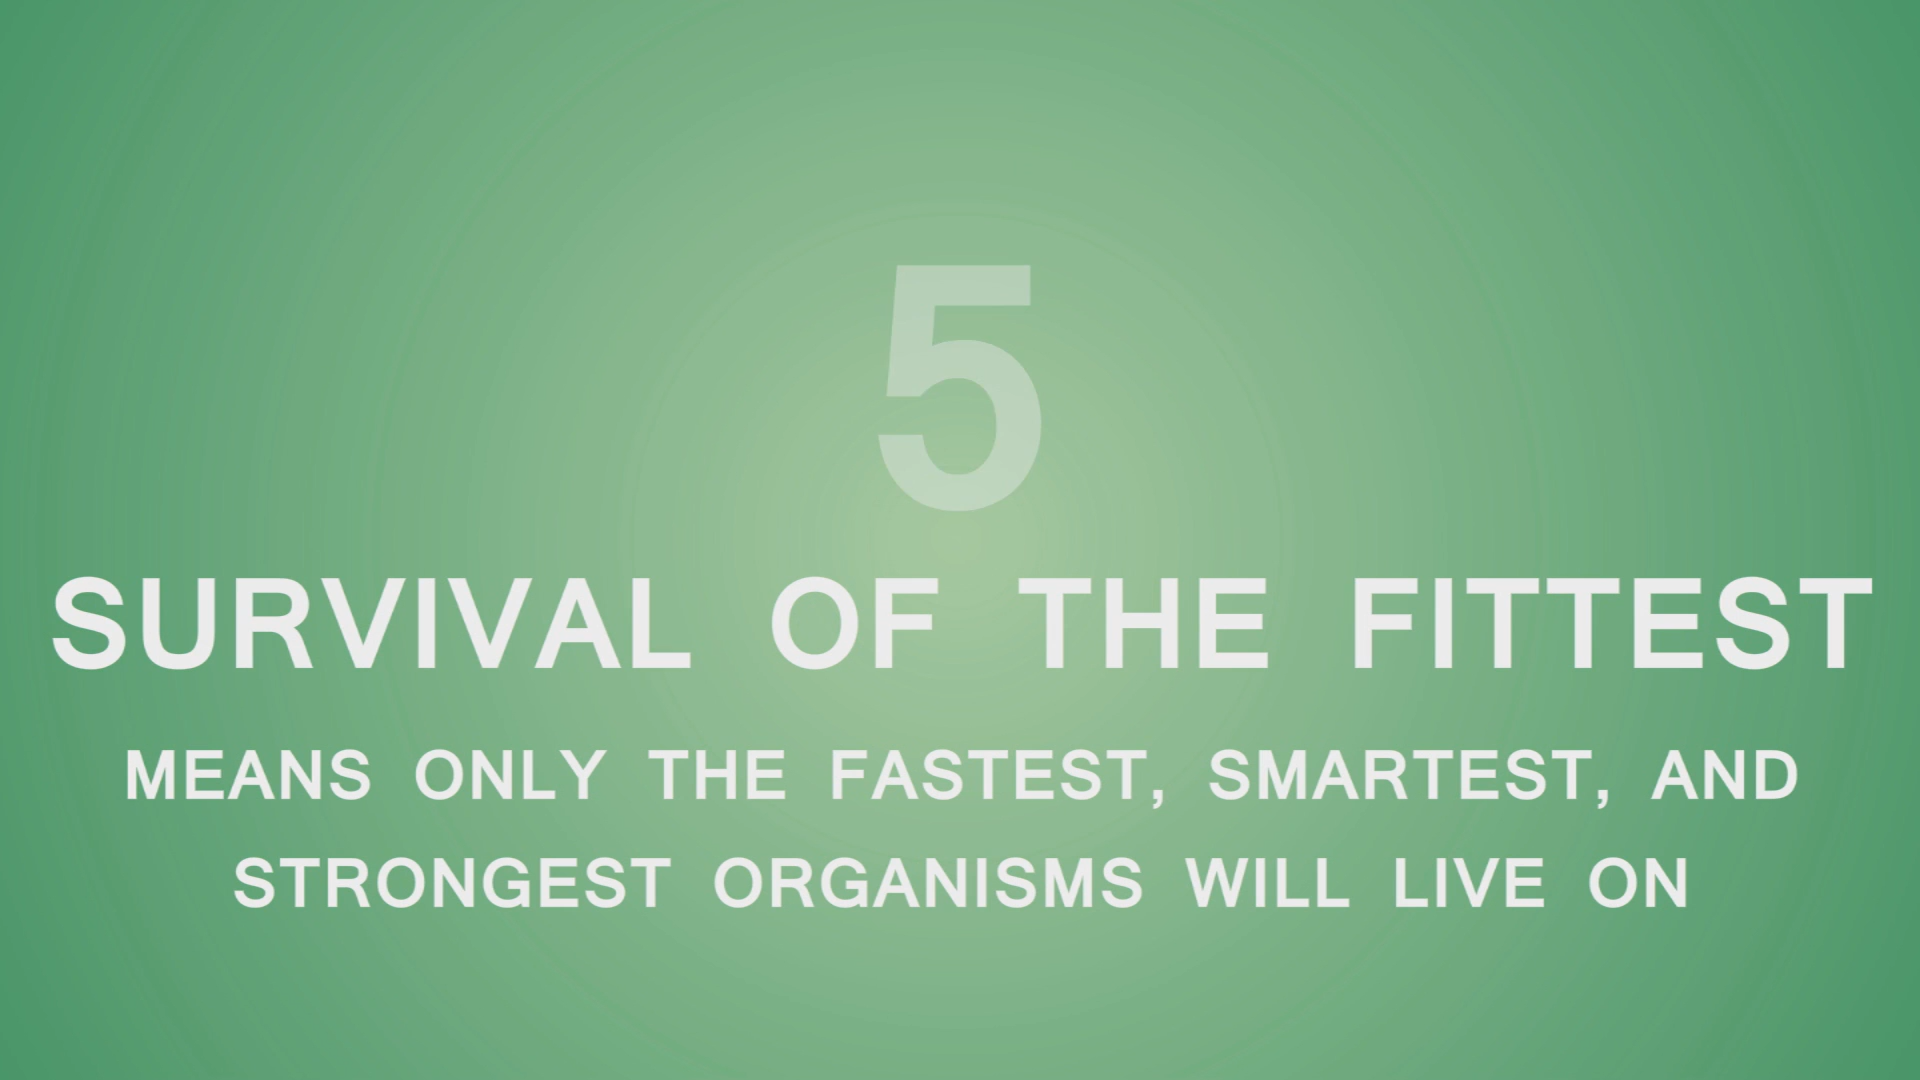 5
SURVIVAL OF THE FITTEST
MEANS ONLY THE FASTEST, SMARTEST, AND
STRONGEST ORGANISMS WILL LIVE ON